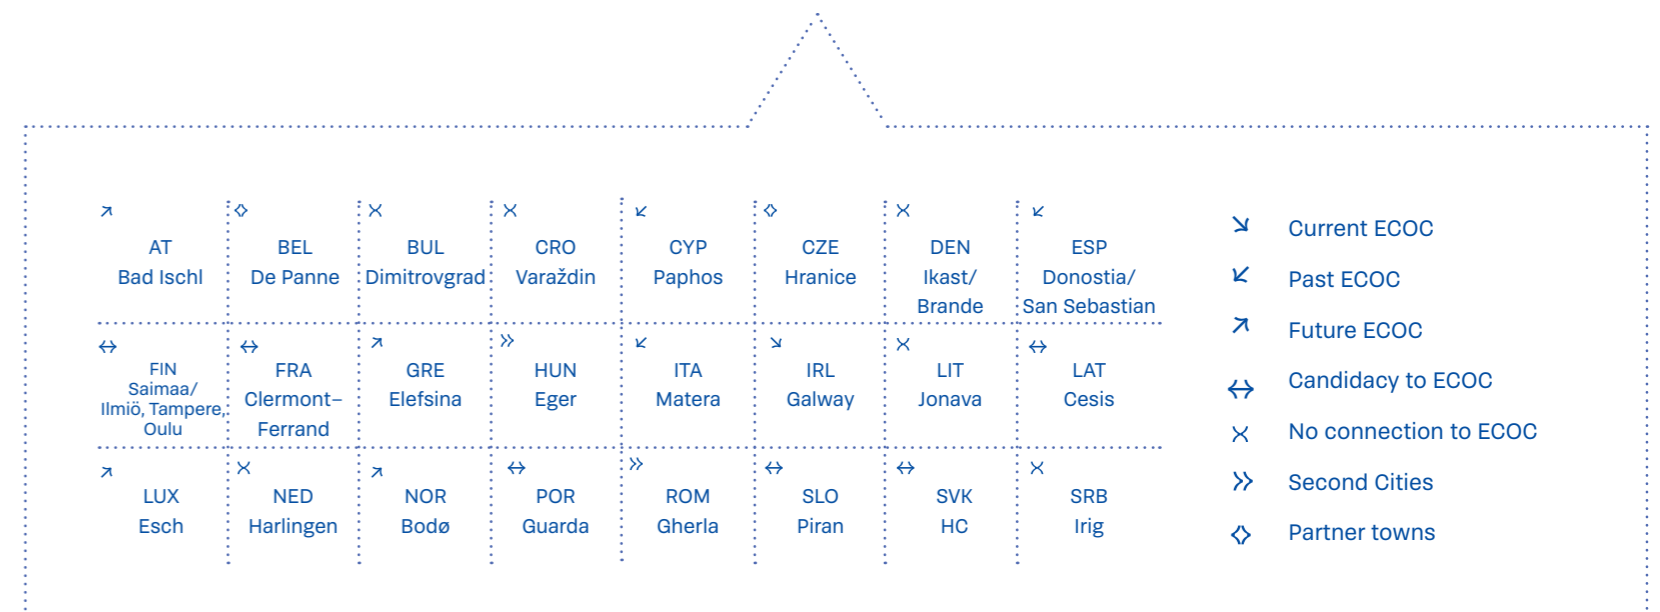 AT
Bad Ischl
BEL
De Panne
BUL
Dimitrovgrad
CRO
Varaždin
CYP
Paphos
CZE
Hranice
DEN
Ikast/
Brande
ESP
Donostia/
San Sebastian
FIN
Saimaa/
Ilmiö, Tampere,
Oulu
FRA
Clermont–
Ferrand
GRE
Elefsina
HUN
Eger
ITA
Matera
IRL
Galway
LIT
Jonava
LAT
Cesis
LUX
Esch
NED
Harlingen
NOR
Bodø
POR
Guarda
ROM
Gherla
SLO
Piran
SVK
HC
SRB
Irig
Current ECOC
Past ECOC
Future ECOC
Candidacy to ECOC
No connection to ECOC
Second Cities
Partner towns